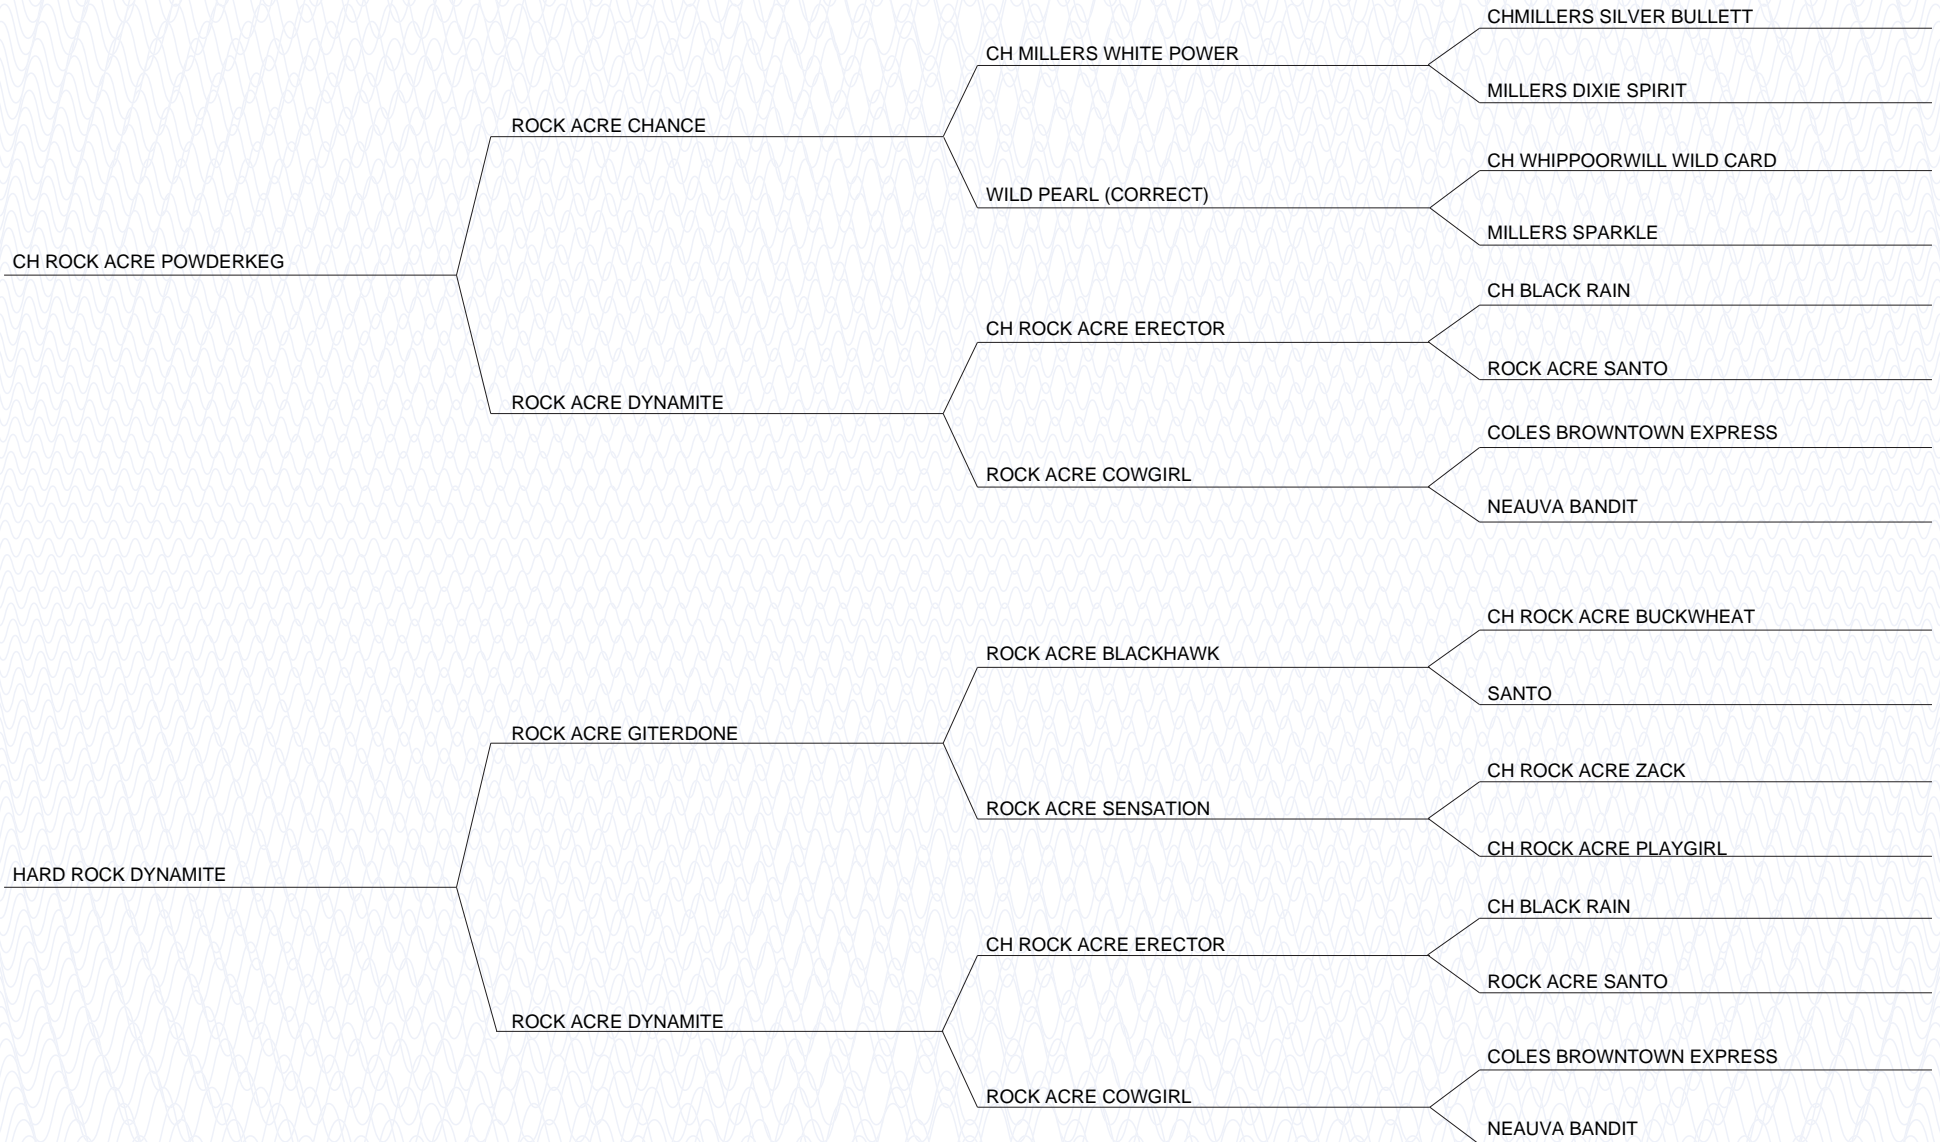 CHMILLERS SILVER BULLETT
CH MILLERS WHITE POWER
MILLERS DIXIE SPIRIT
ROCK ACRE CHANCE
CH WHIPPOORWILL WILD CARD
WILD PEARL (CORRECT)
MILLERS SPARKLE
CH ROCK ACRE POWDERKEG
CH BLACK RAIN
CH ROCK ACRE ERECTOR
ROCK ACRE SANTO
ROCK ACRE DYNAMITE
COLES BROWNTOWN EXPRESS
ROCK ACRE COWGIRL
NEAUVA BANDIT
CH ROCK ACRE BUCKWHEAT
ROCK ACRE BLACKHAWK
SANTO
ROCK ACRE GITERDONE
CH ROCK ACRE ZACK
ROCK ACRE SENSATION
CH ROCK ACRE PLAYGIRL
HARD ROCK DYNAMITE
CH BLACK RAIN
CH ROCK ACRE ERECTOR
ROCK ACRE SANTO
ROCK ACRE DYNAMITE
COLES BROWNTOWN EXPRESS
ROCK ACRE COWGIRL
NEAUVA BANDIT